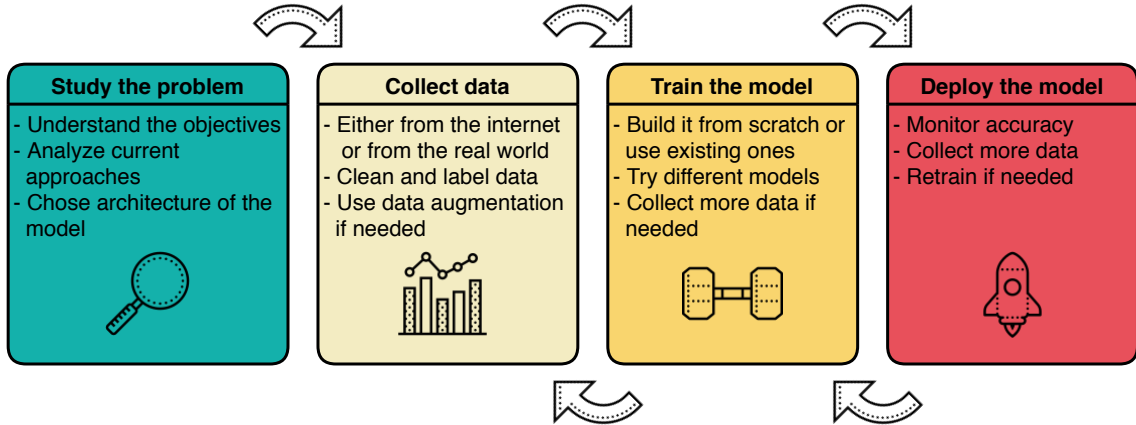 Study the problem
- Understand the objectives
- Analyze current
approaches
- Chose architecture of the
model
Collect data
- Either from the internet
or from the real world
- Clean and label data
- Use data augmentation
if needed
Train the model
- Build it from scratch or
use existing ones
- Try different models
- Collect more data if
needed
Deploy the model
- Monitor accuracy
- Collect more data
- Retrain if needed